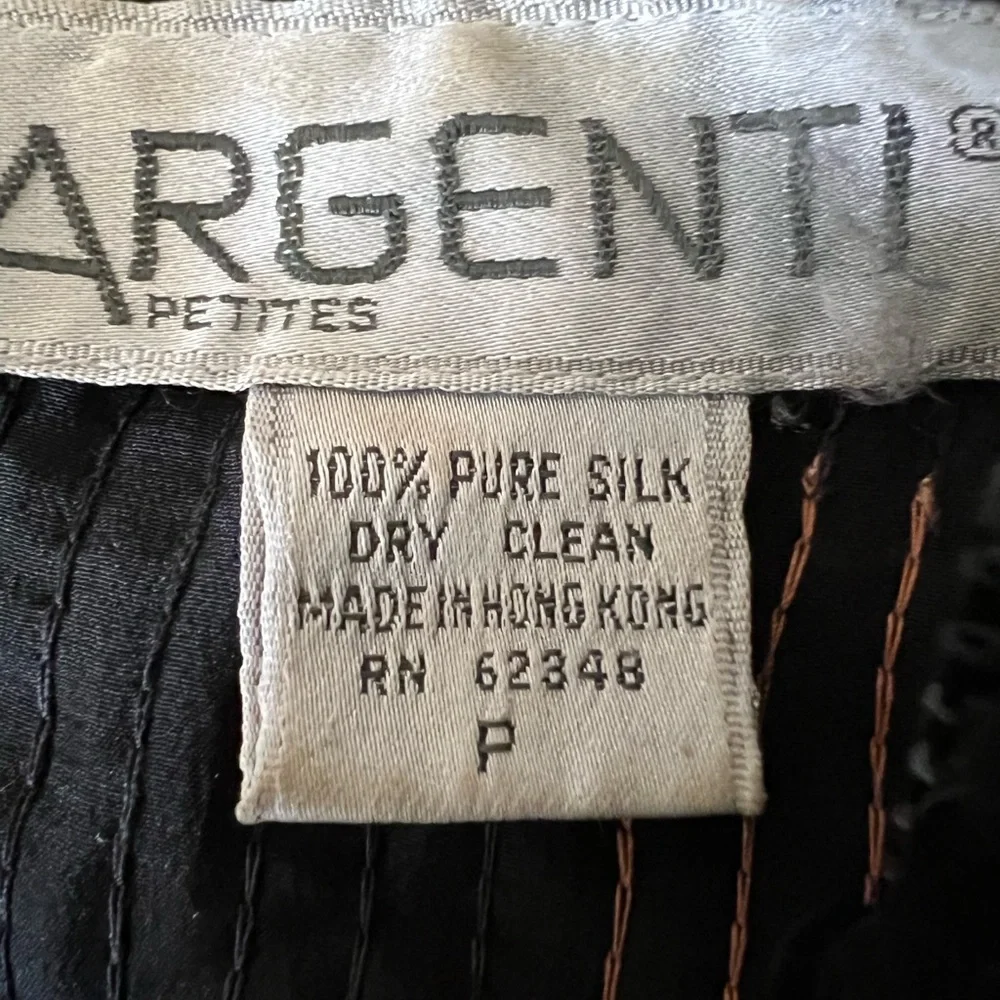 ARGENTI®
PETITES
100% PURE SILK
DRY CLEAN
MADE IN HONG KONG
RN 62348
P